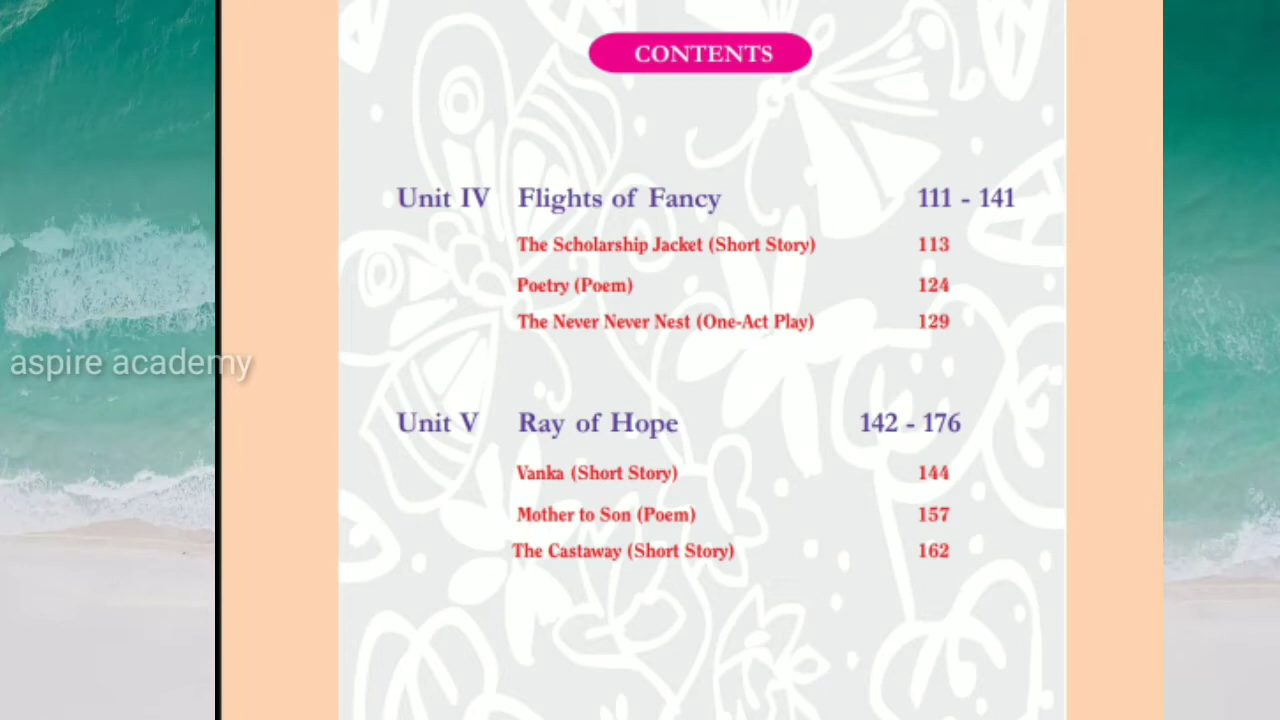 CONTENTS
Unit IV Flights of Fancy 111 - 141
The Scholarship Jacket (Short Story) 113
Poetry (Poem) 124
The Never Never Nest (One-Act Play) 129
aspire academy
Unit V Ray of Hope 142 - 176
Vanka (Short Story) 144
Mother to Son (Poem) 157
The Castaway (Short Story) 162